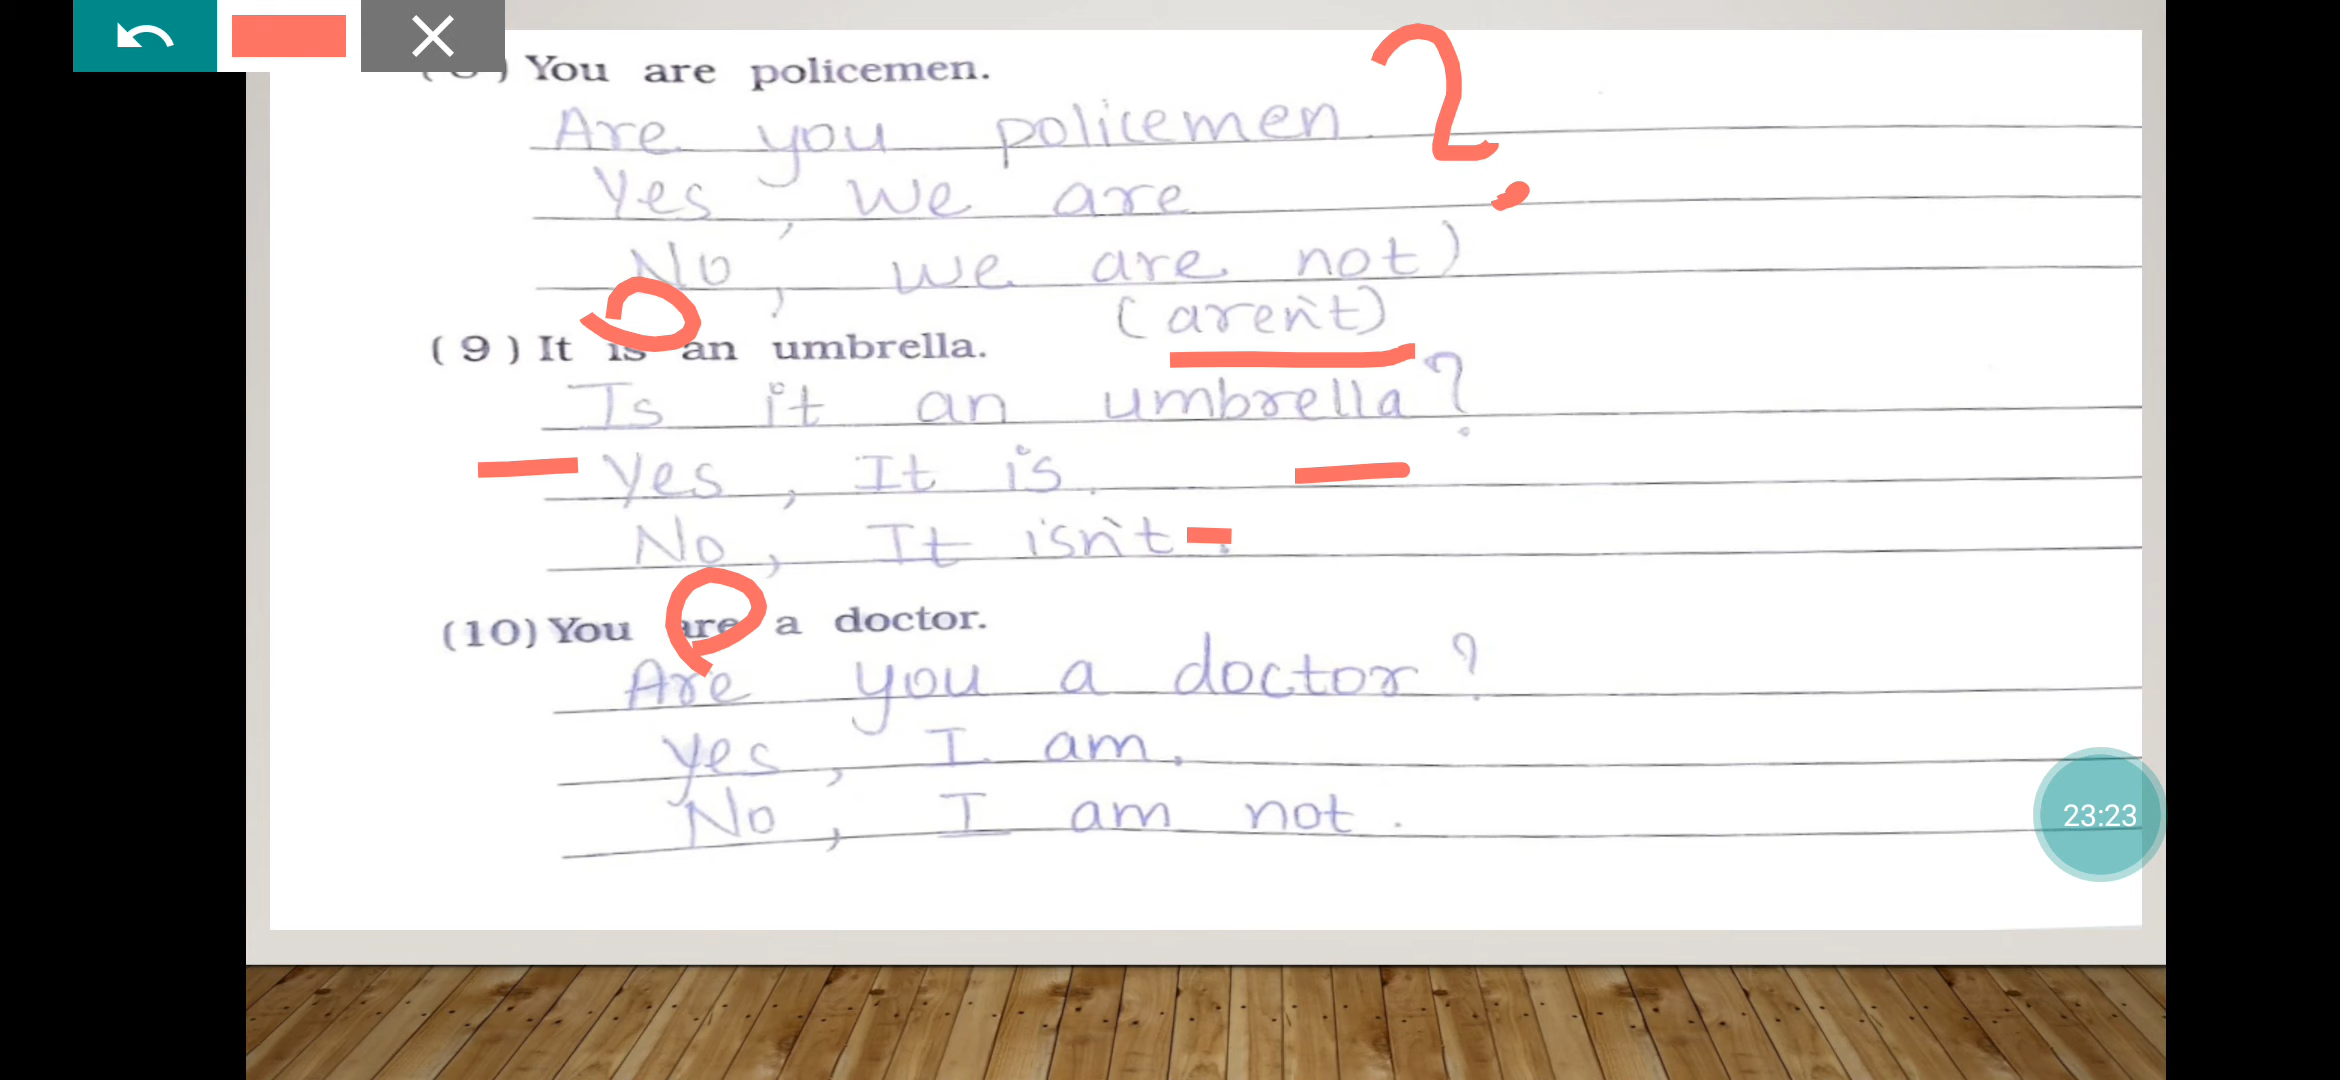 (8) You are policemen.
Are you policemen ?
Yes, we are .
No, we are not)
(aren't)
(9) It is an umbrella.
Is it an umbrella?
Yes, It is.
No, It isn't.
(10) You are a doctor.
Are you a doctor?
Yes, I am.
No, I am not.
23:23